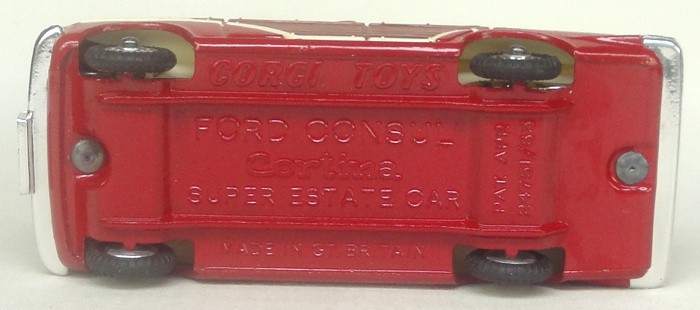 CORGI TOYS
FORD CONSUL
Cortina
SUPER ESTATE CAR
MADE IN GT BRITAIN
PAT. APP.